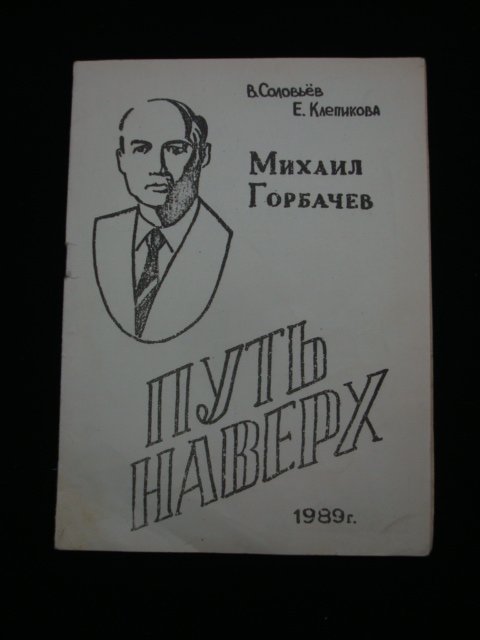 В. Соловьёв
Е. Клепикова
Михаил
Горбачев
ПУТЬ
НАВЕРХ
1989г.